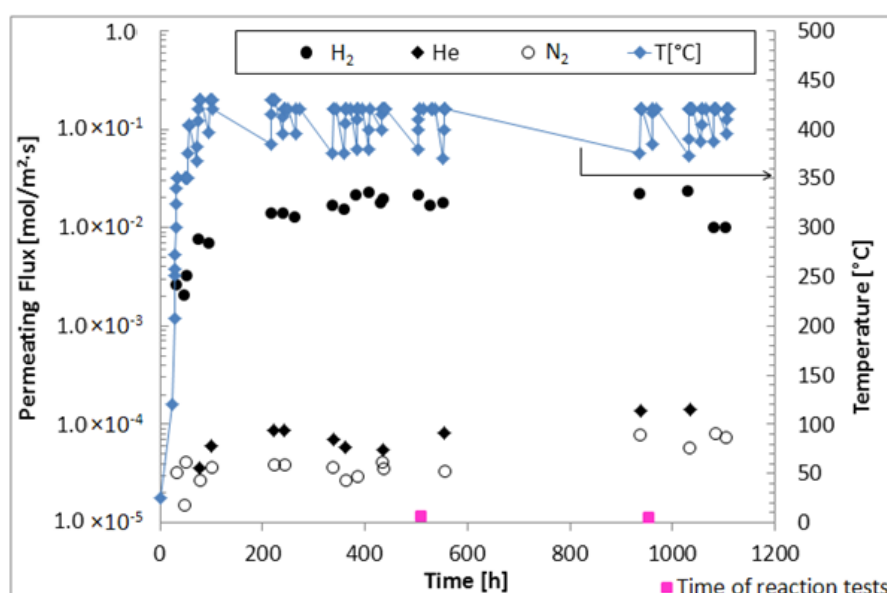 H₂ He N₂ T[°C]
Permeating Flux [mol/m²·s]
1.0
1.0×10⁻¹
1.0×10⁻²
1.0×10⁻³
1.0×10⁻⁴
1.0×10⁻⁵
500
450
400
350
300
250
200
150
100
50
0
Temperature [°C]
0 200 400 600 800 1000 1200
Time [h]
Time of reaction tests